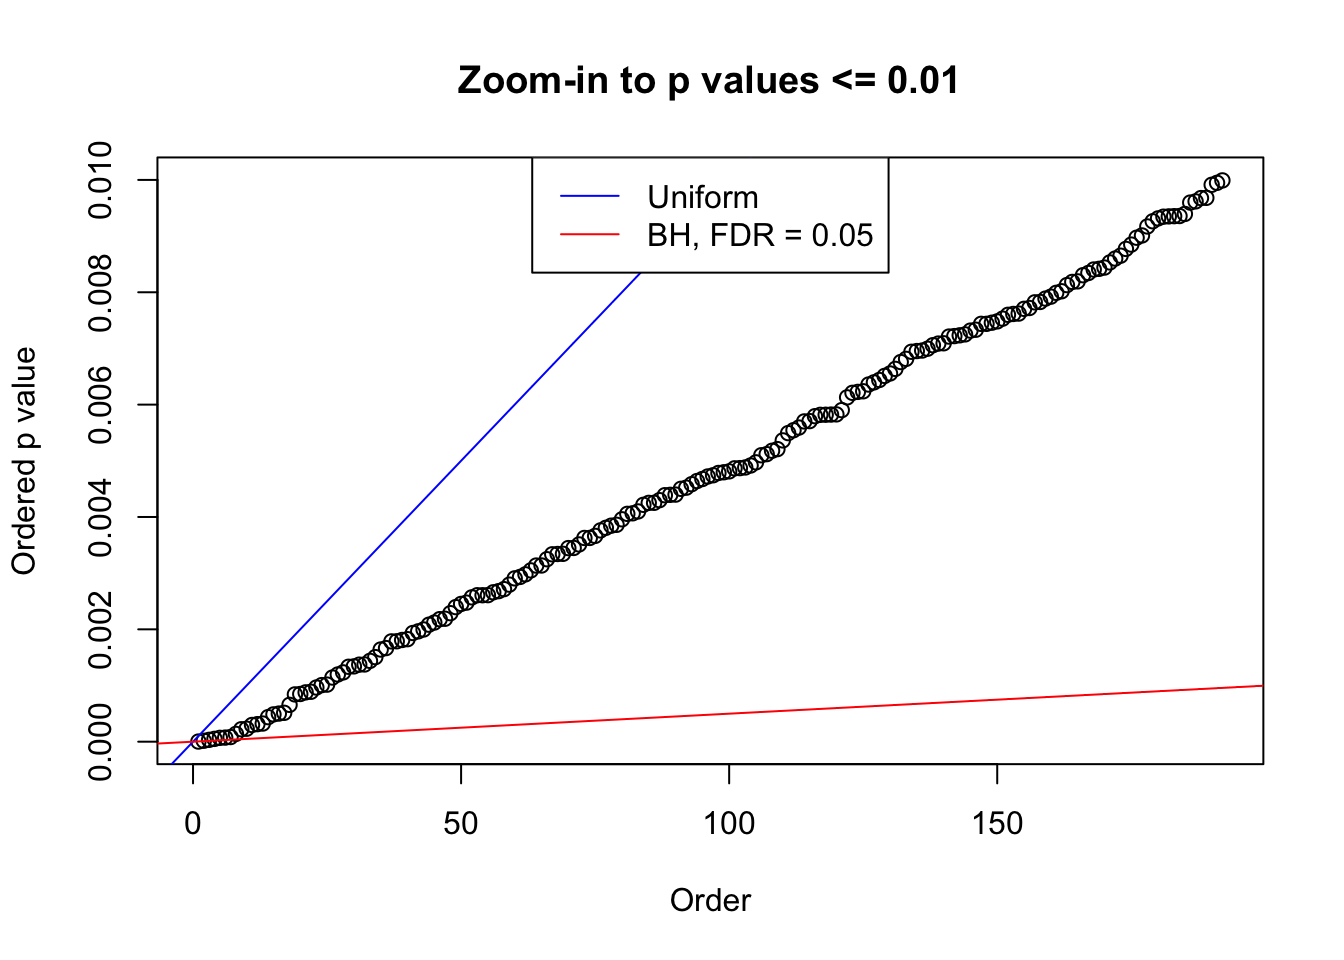 Zoom-in to p values <= 0.01
Uniform
BH, FDR = 0.05
Ordered p value
0.010
0.008
0.006
0.004
0.002
0.000
0 50 100 150
Order